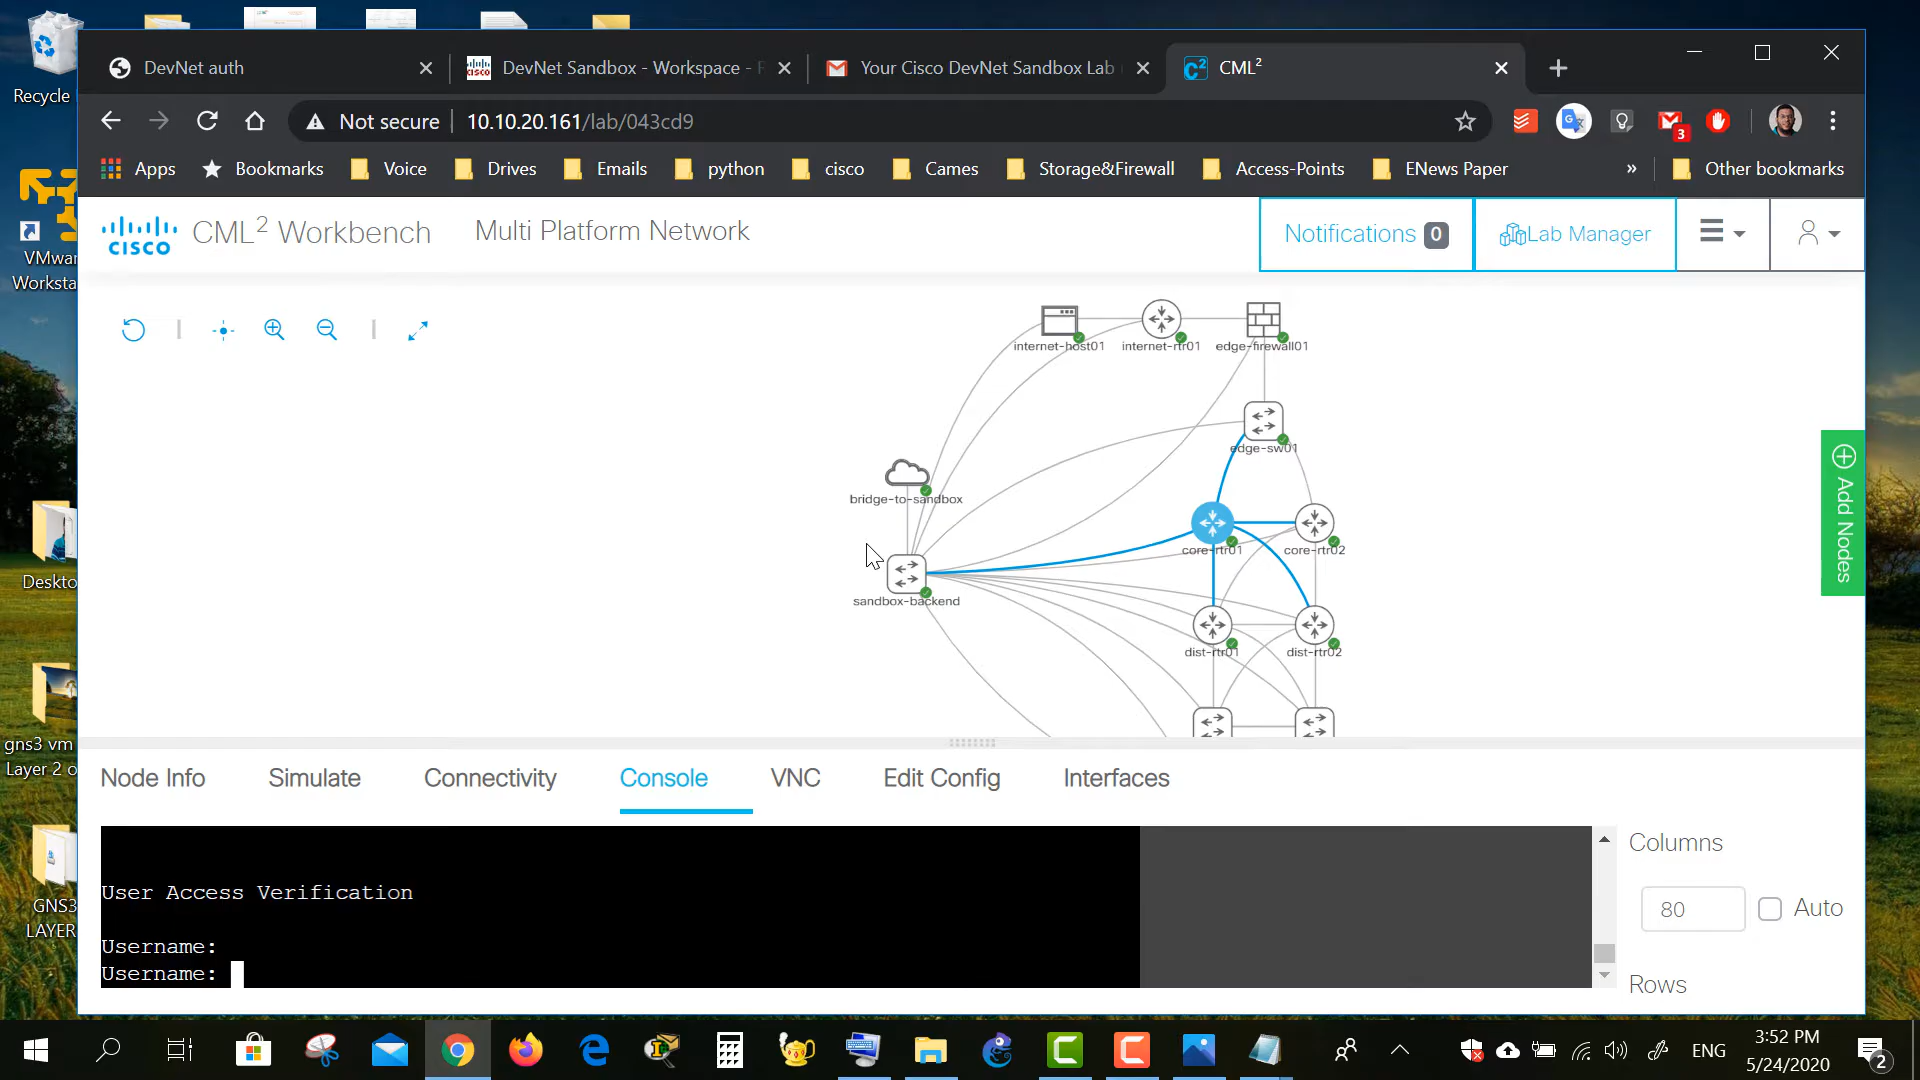 DevNet auth
DevNet Sandbox - Workspace -
Your Cisco DevNet Sandbox Lab
CML²
Recycle
Not secure
10.10.20.161/lab/043cd9
3
Apps
Bookmarks
Voice
Drives
Emails
python
cisco
Cames
Storage&Firewall
Access-Points
ENews Paper
»
Other bookmarks
CISCO
CML² Workbench
Multi Platform Network
Notifications 0
Lab Manager
VMwar
Worksta
internet-host01
internet-rtr01
edge-firewall01
edge-sw01
bridge-to-sandbox
core-rtr01
core-rtr02
sandbox-backend
dist-rtr01
dist-rtr02
Add Nodes
Deskto
gns3 vm
Layer 2 o
GNS3
LAYER
Node Info
Simulate
Connectivity
Console
VNC
Edit Config
Interfaces
User Access Verification
Username:
Username:
Columns
80
Auto
Rows
ENG
3:52 PM
5/24/2020
2